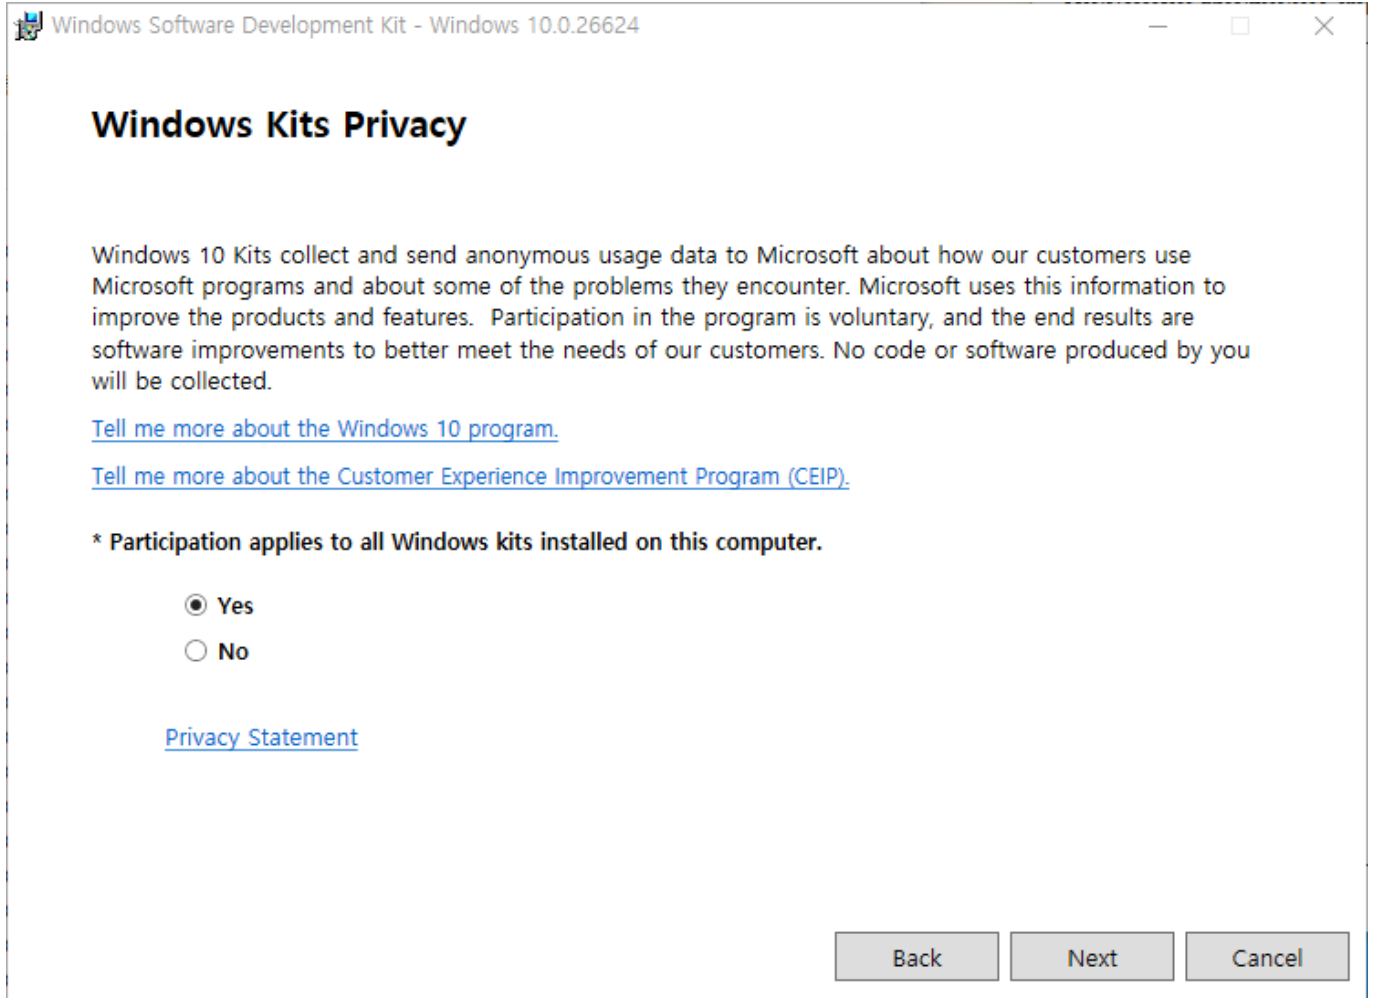 Windows Software Development Kit - Windows 10.0.26624
Windows Kits Privacy
Windows 10 Kits collect and send anonymous usage data to Microsoft about how our customers use
Microsoft programs and about some of the problems they encounter. Microsoft uses this information to
improve the products and features.  Participation in the program is voluntary, and the end results are
software improvements to better meet the needs of our customers. No code or software produced by you
will be collected.
Tell me more about the Windows 10 program.
Tell me more about the Customer Experience Improvement Program (CEIP).
* Participation applies to all Windows kits installed on this computer.
Yes
No
Privacy Statement
Back Next Cancel